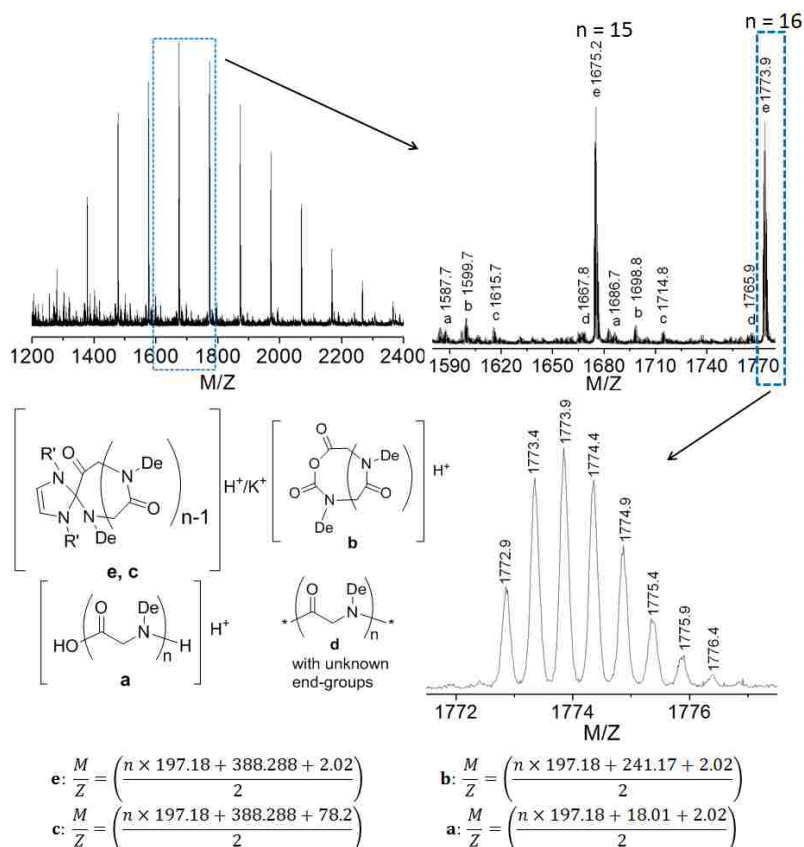 n = 15
n = 16
e 1675.2
e 1773.9
a 1587.7
b 1599.7
c 1615.7
d 1667.8
a 1686.7
b 1698.8
c 1714.8
d 1765.9
1200 1400 1600 1800 2000 2200 2400
M/Z
1590 1620 1650 1680 1710 1740 1770
M/Z
R' N O N De O n-1 N R' N De
H⁺/K⁺
e, c
O O O N De N De O
H⁺
b
HO O De N n H
H⁺
a
* O De N n *
d
with unknown
end-groups
1772.9
1773.4
1773.9
1774.4
1774.9
1775.4
1775.9
1776.4
1772 1774 1776
M/Z
e: M/Z = ((n × 197.18 + 388.288 + 2.02)/2)
b: M/Z = ((n × 197.18 + 241.17 + 2.02)/2)
c: M/Z = ((n × 197.18 + 388.288 + 78.2)/2)
a: M/Z = ((n × 197.18 + 18.01 + 2.02)/2)